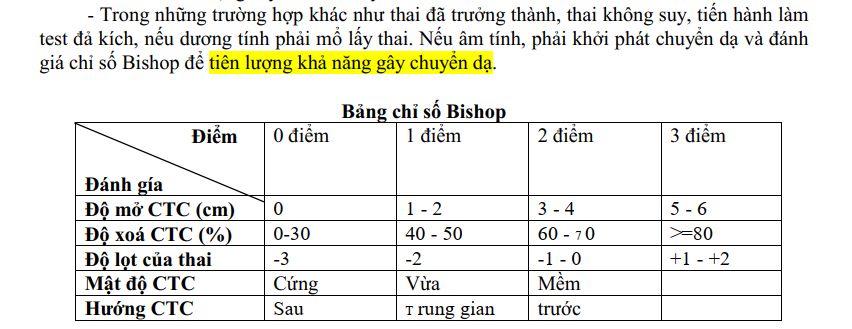 - Trong những trường hợp khác như thai đã trưởng thành, thai không suy, tiến hành làm
test đả kích, nếu dương tính phải mổ lấy thai. Nếu âm tính, phải khởi phát chuyển dạ và đánh
giá chỉ số Bishop để tiên lượng khả năng gây chuyển dạ.
Bảng chỉ số Bishop
Điểm 0 điểm 1 điểm 2 điểm 3 điểm
Đánh gía
Độ mở CTC (cm) 0 1 - 2 3 - 4 5 - 6
Độ xoá CTC (%) 0-30 40 - 50 60 - 70 >=80
Độ lọt của thai -3 -2 -1 - 0 +1 - +2
Mật độ CTC Cứng Vừa Mềm
Hướng CTC Sau T rung gian trước